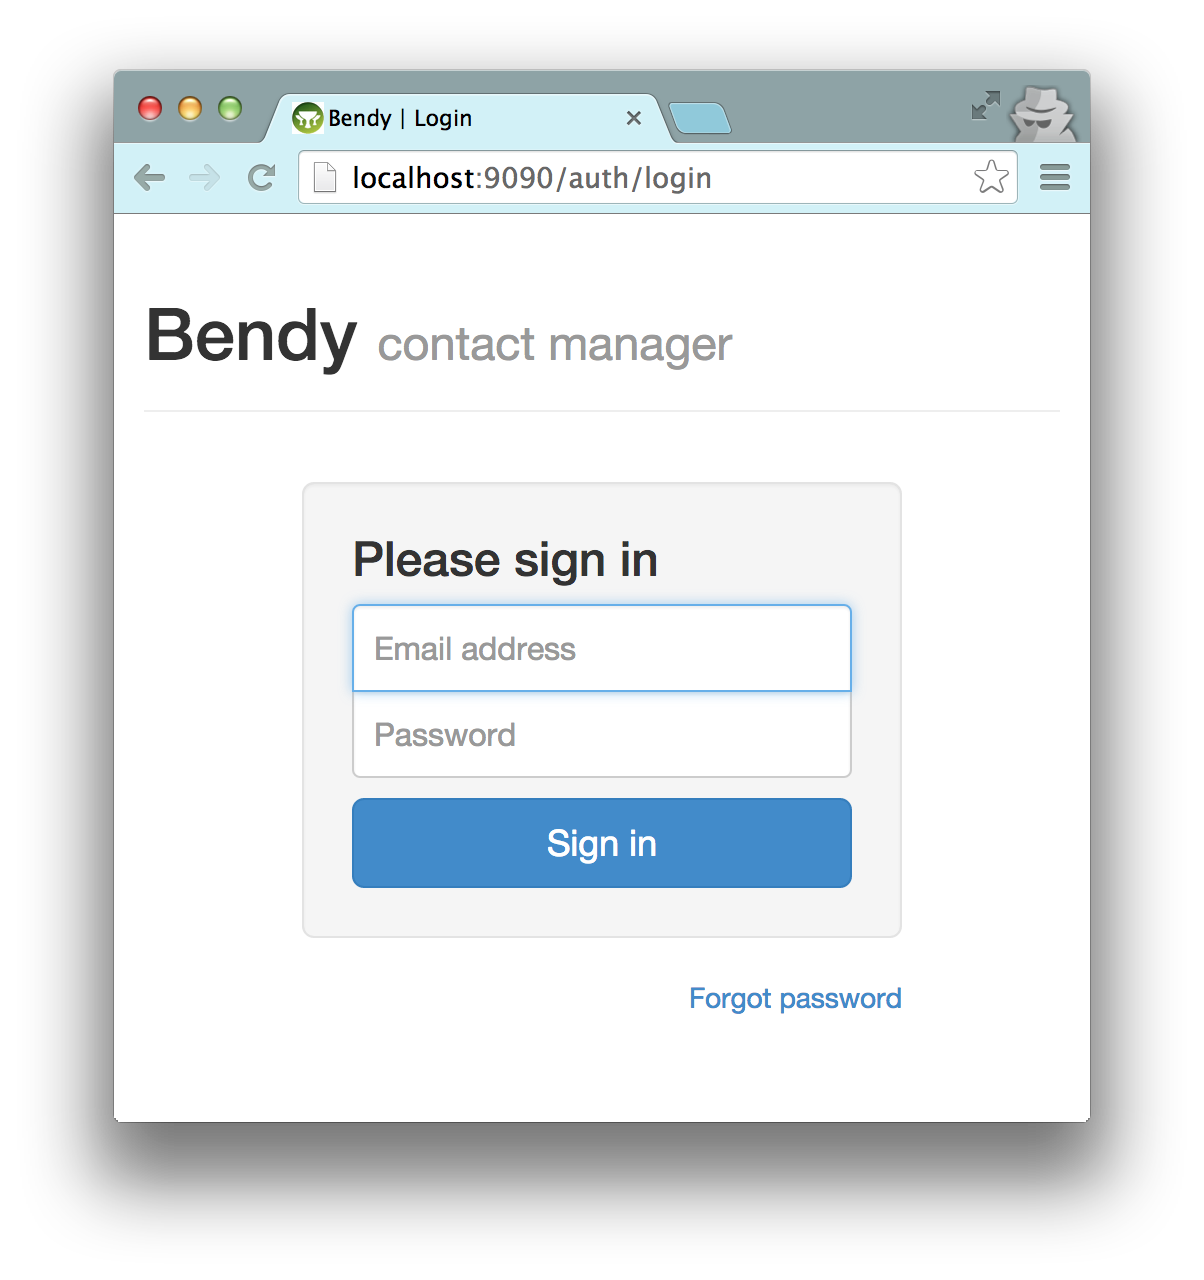 Bendy | Login
localhost:9090/auth/login
Bendy contact manager
Please sign in
Email address
Password
Sign in
Forgot password